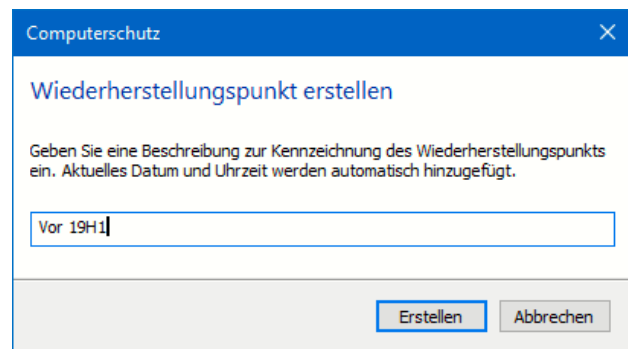 Computerschutz
Wiederherstellungspunkt erstellen
Geben Sie eine Beschreibung zur Kennzeichnung des Wiederherstellungspunkts
ein. Aktuelles Datum und Uhrzeit werden automatisch hinzugefügt.
Vor 19H1
Erstellen Abbrechen